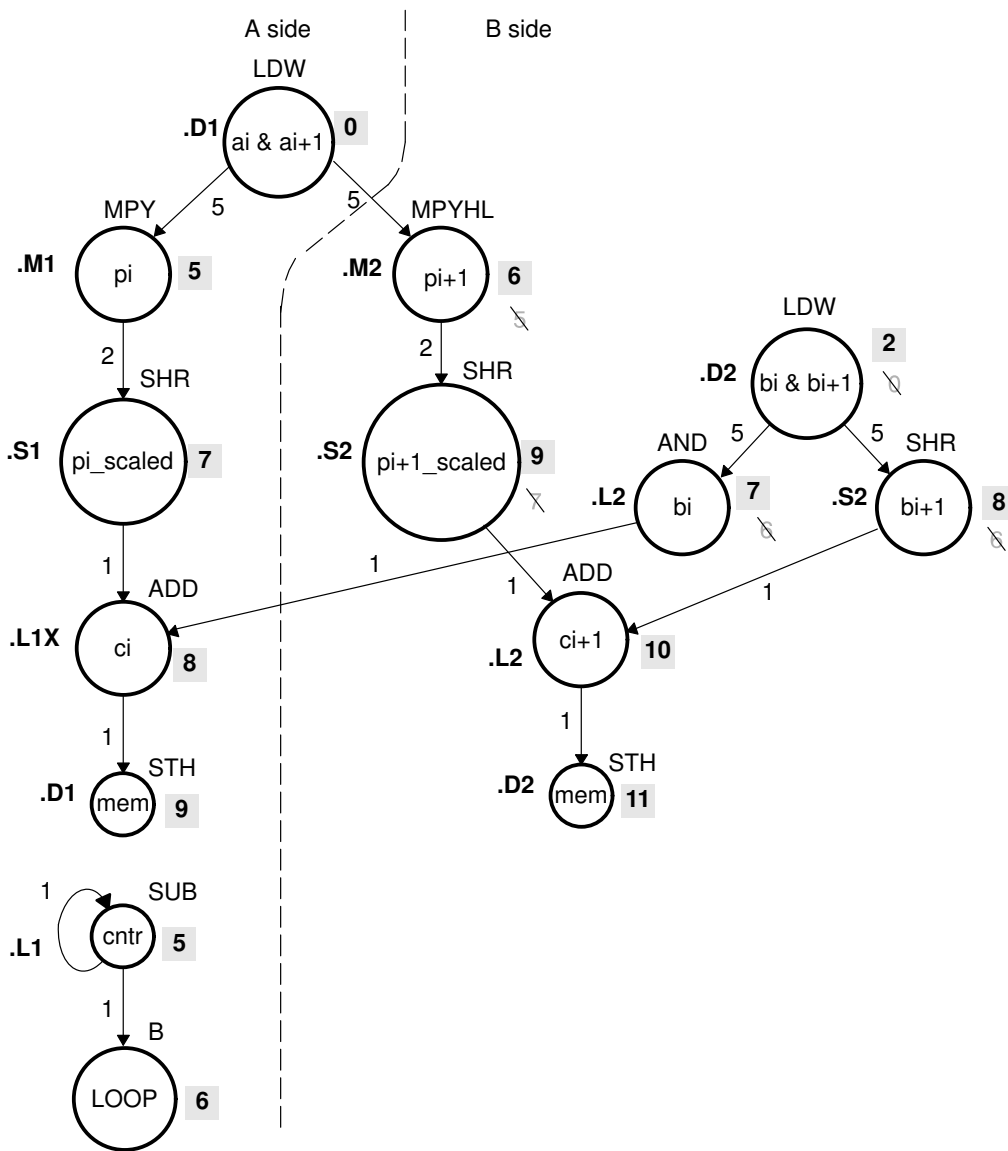 A side
B side
LDW
.D1
ai & ai+1
0
5
5
MPY
.M1
pi
5
MPYHL
.M2
pi+1
6
5
2
2
LDW
.D2
bi & bi+1
2
0
5
5
SHR
.S1
pi_scaled
7
SHR
.S2
pi+1_scaled
9
7
AND
.L2
bi
7
6
SHR
.S2
bi+1
8
6
1
1
1
1
ADD
.L1X
ci
8
ADD
.L2
ci+1
10
1
1
STH
.D1
mem
9
STH
.D2
mem
11
1
SUB
.L1
cntr
5
1
B
LOOP
6